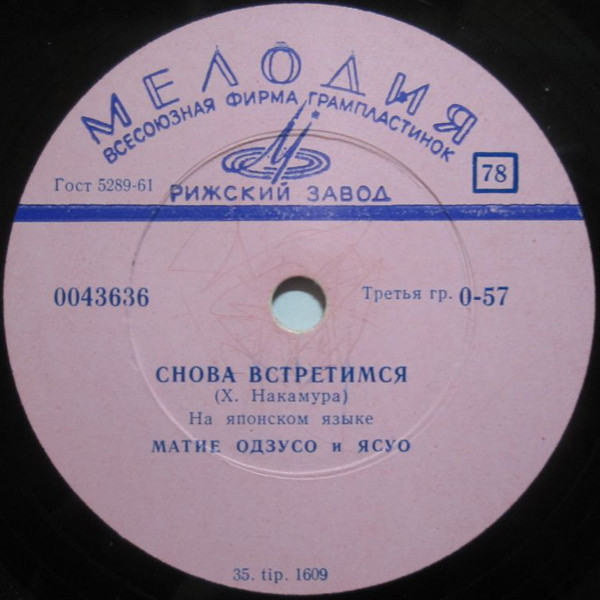 МЕЛОДИЯ
ВСЕСОЮЗНАЯ ФИРМА ГРАМПЛАСТИНОК
Гост 5289-61
РИЖСКИЙ ЗАВОД
78
0043636
Третья гр. 0-57
СНОВА ВСТРЕТИМСЯ
(Х. Накамура)
На японском языке
МАТИЕ ОДЗУСО и ЯСУО
35. tip. 1609